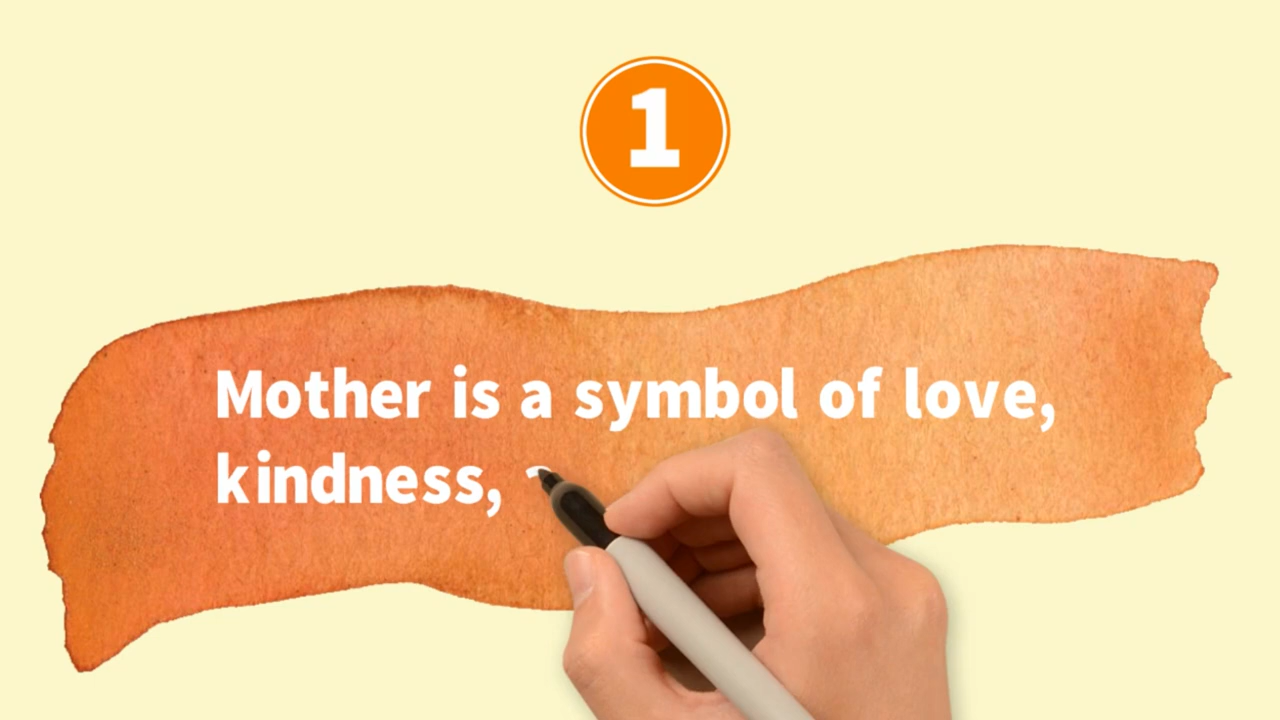 1
Mother is a symbol of love,
kindness,